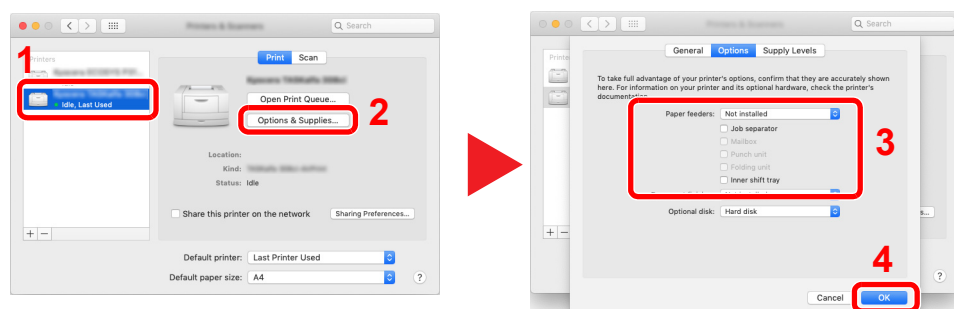 Search
1
Printers
Print Scan
Idle, Last Used
Open Print Queue...
Options & Supplies...
2
Location:
Kind:
Status: Idle
Share this printer on the network
Sharing Preferences...
+ −
Default printer: Last Printer Used
Default paper size: A4
?
Search
General Options Supply Levels
To take full advantage of your printer's options, confirm that they are accurately shown
here. For information on your printer and its optional hardware, check the printer's
documentation.
Paper feeders: Not installed
Job separator
Mailbox
Punch unit
Folding unit
Inner shift tray
3
Optional disk: Hard disk
+ −
4
?
Cancel OK